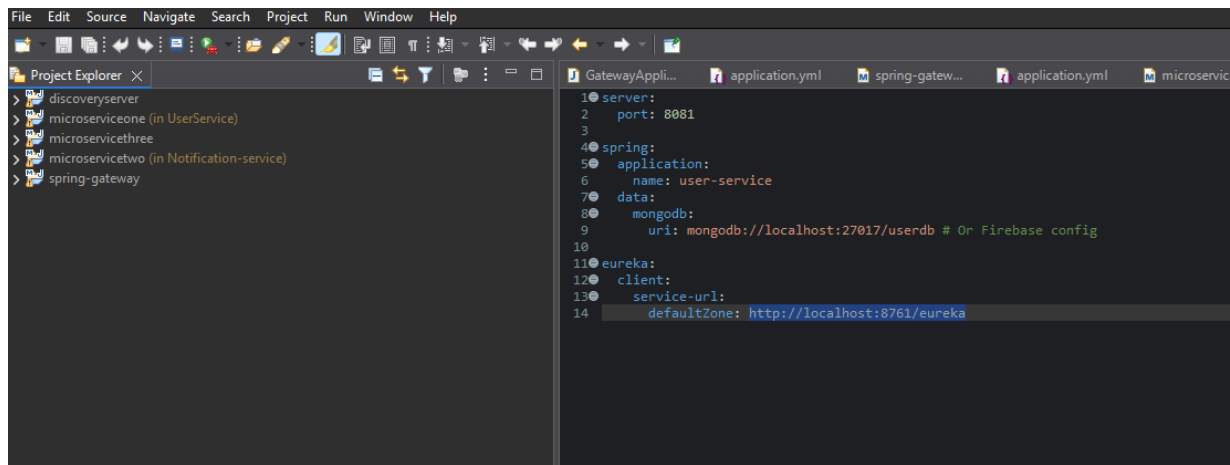 File Edit Source Navigate Search Project Run Window Help
Project Explorer
discoveryserver
microserviceone (in UserService)
microservicethree
microservicetwo (in Notification-service)
spring-gateway
GatewayAppli... application.yml spring-gatew... application.yml microservic
1 server:
2 port: 8081
3
4 spring:
5 application:
6 name: user-service
7 data:
8 mongodb:
9 uri: mongodb://localhost:27017/userdb # Or Firebase config
10
11 eureka:
12 client:
13 service-url:
14 defaultZone: http://localhost:8761/eureka